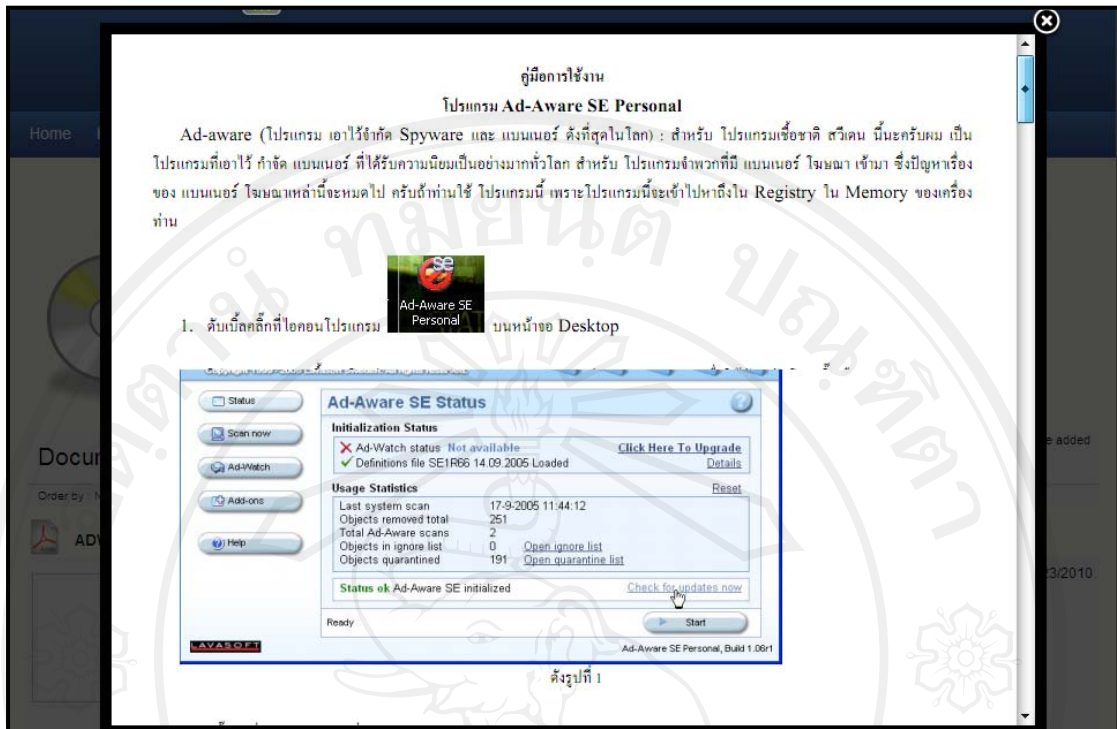 คู่มือการใช้งาน
โปรแกรม Ad-Aware SE Personal
Ad-aware (โปรแกรม เอาไว้จำกัด Spyware และ แบนเนอร์ ดังที่สุดในโลก) : สำหรับ โปรแกรมเชื้อชาติ สวีเดน นี้นะครับผม เป็น
โปรแกรมที่เอาไว้ กำจัด แบนเนอร์ ที่ได้รับความนิยมเป็นอย่างมากทั่วโลก สำหรับ โปรแกรมจำพวกที่มี แบนเนอร์ โฆษณา เข้ามา ซึ่งปัญหาเรื่อง
ของ แบนเนอร์ โฆษณาเหล่านี้จะหมดไป ครับถ้าท่านใช้ โปรแกรมนี้ เพราะโปรแกรมนี้จะเข้าไปหาถึงใน Registry ใน Memory ของเครื่อง
ท่าน
Ad-Aware SE
Personal
1. ดับเบิ้ลคลิ๊กที่ไอคอนโปรแกรม บนหน้าจอ Desktop
Status
Scan now
Ad-Watch
Add-ons
Help
Ad-Aware SE Status
Initialization Status
Ad-Watch status Not available Click Here To Upgrade
Definitions file SE1R66 14.09.2005 Loaded Details
Usage Statistics Reset
Last system scan 17-9-2005 11:44:12
Objects removed total 251
Total Ad-Aware scans 2
Objects in ignore list 0 Open ignore list
Objects quarantined 191 Open quarantine list
Status ok Ad-Aware SE initialized Check for updates now
Ready Start
LAVASOFT Ad-Aware SE Personal, Build 1.06r1
ดังรูปที่ 1
Home
Docu
Order by : N
e added
23/2010